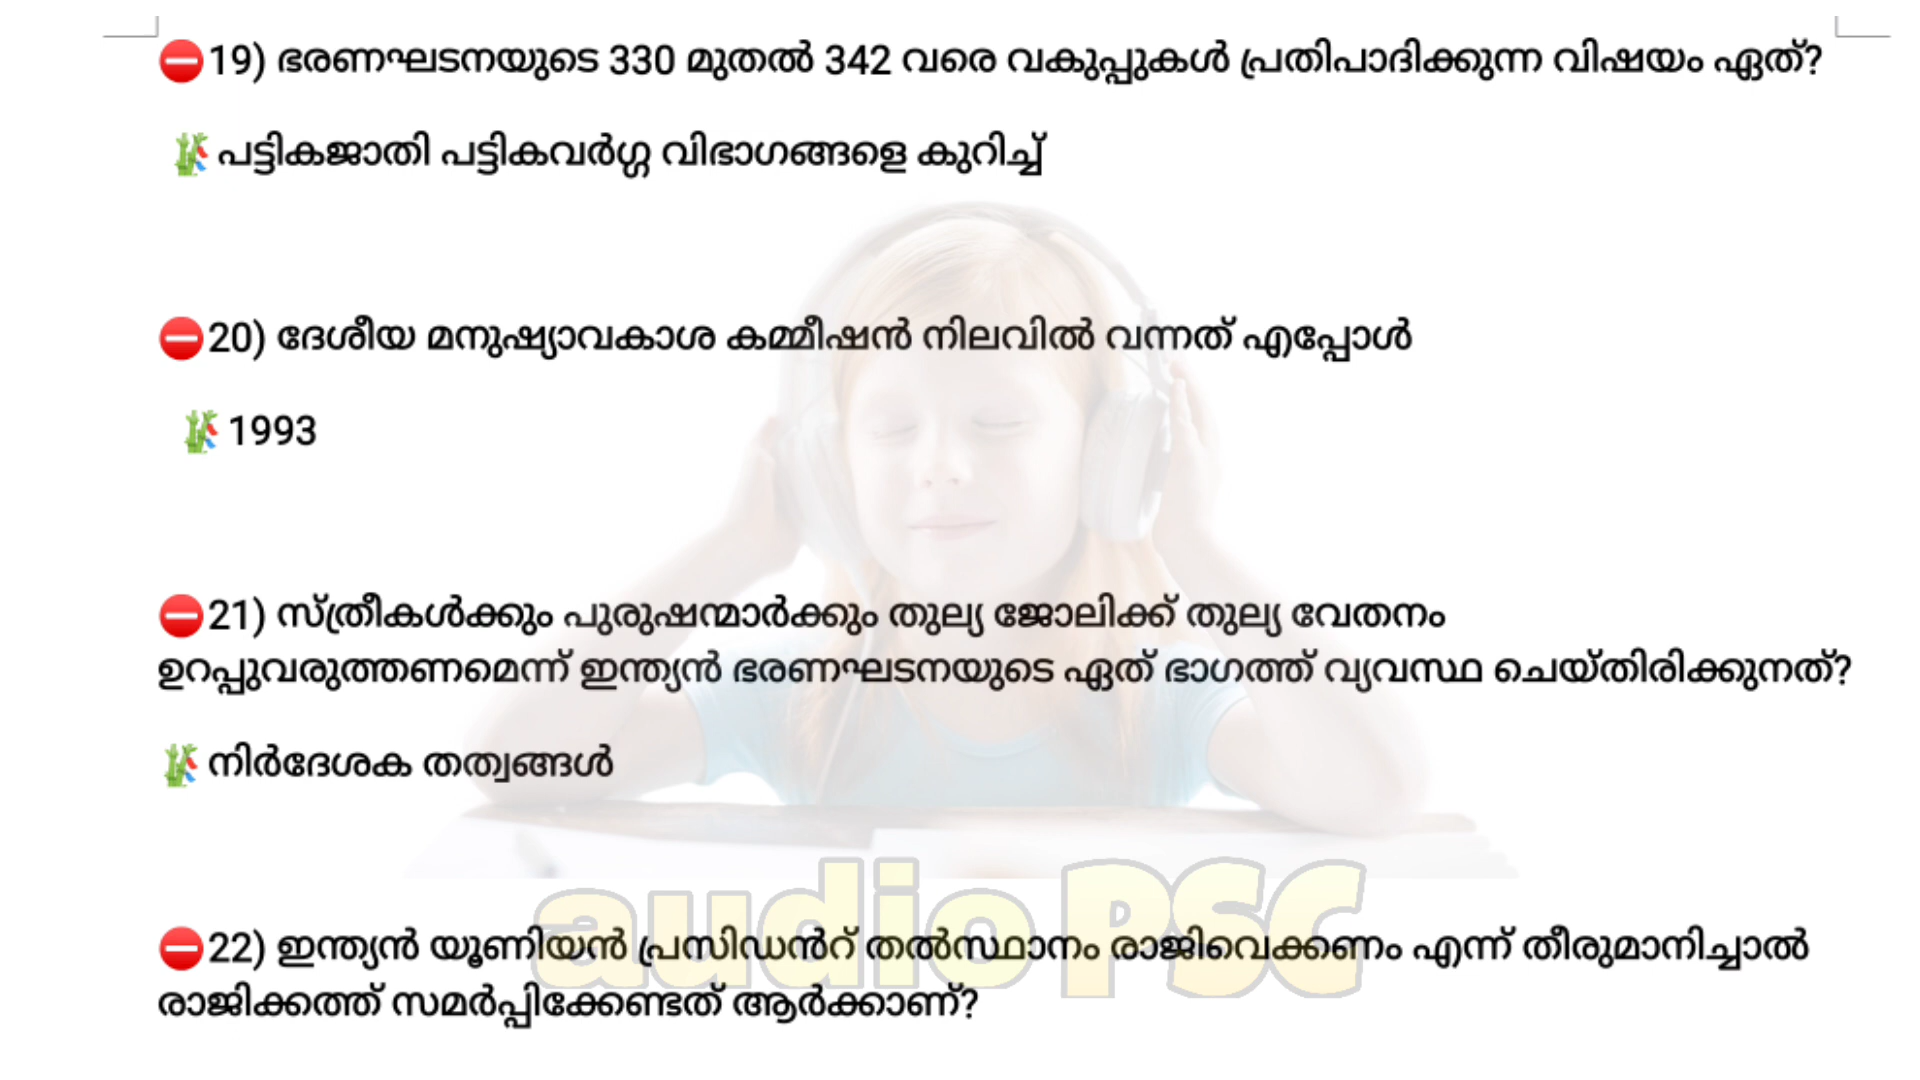 ⛔19) ഭരണഘടനയുടെ 330 മുതൽ 342 വരെ വകുപ്പുകൾ പ്രതിപാദിക്കുന്ന വിഷയം ഏത്?
🎋പട്ടികജാതി പട്ടികവർഗ്ഗ വിഭാഗങ്ങളെ കുറിച്ച്
⛔20) ദേശീയ മനുഷ്യാവകാശ കമ്മീഷൻ നിലവിൽ വന്നത് എപ്പോൾ
🎋1993
⛔21) സ്ത്രീകൾക്കും പുരുഷന്മാർക്കും തുല്യ ജോലിക്ക് തുല്യ വേതനം
ഉറപ്പുവരുത്തണമെന്ന് ഇന്ത്യൻ ഭരണഘടനയുടെ ഏത് ഭാഗത്ത് വ്യവസ്ഥ ചെയ്തിരിക്കുനത്?
🎋നിർദേശക തത്വങ്ങൾ
audio PSC
⛔22) ഇന്ത്യൻ യൂണിയൻ പ്രസിഡൻറ് തൽസ്ഥാനം രാജിവെക്കണം എന്ന് തീരുമാനിച്ചാൽ
രാജിക്കത്ത് സമർപ്പിക്കേണ്ടത് ആർക്കാണ്?